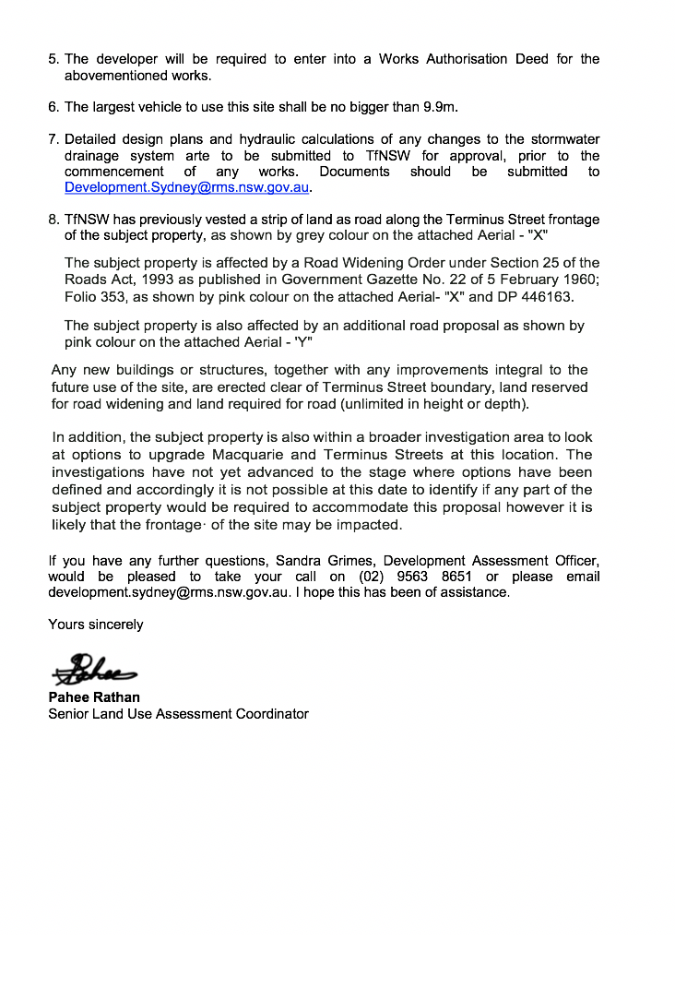 5. The developer will be required to enter into a Works Authorisation Deed for the
abovementioned works.
6. The largest vehicle to use this site shall be no bigger than 9.9m.
7. Detailed design plans and hydraulic calculations of any changes to the stormwater
drainage system arte to be submitted to TfNSW for approval, prior to the
commencement of any works. Documents should be submitted to
Development.Sydney@rms.nsw.gov.au.
8. TfNSW has previously vested a strip of land as road along the Terminus Street frontage
of the subject property, as shown by grey colour on the attached Aerial - "X"
The subject property is affected by a Road Widening Order under Section 25 of the
Roads Act, 1993 as published in Government Gazette No. 22 of 5 February 1960;
Folio 353, as shown by pink colour on the attached Aerial- "X" and DP 446163.
The subject property is also affected by an additional road proposal as shown by
pink colour on the attached Aerial - 'Y"
Any new buildings or structures, together with any improvements integral to the
future use of the site, are erected clear of Terminus Street boundary, land reserved
for road widening and land required for road (unlimited in height or depth).
In addition, the subject property is also within a broader investigation area to look
at options to upgrade Macquarie and Terminus Streets at this location. The
investigations have not yet advanced to the stage where options have been
defined and accordingly it is not possible at this date to identify if any part of the
subject property would be required to accommodate this proposal however it is
likely that the frontage· of the site may be impacted.
If you have any further questions, Sandra Grimes, Development Assessment Officer,
would be pleased to take your call on (02) 9563 8651 or please email
development.sydney@rms.nsw.gov.au. I hope this has been of assistance.
Yours sincerely
Pahee
Pahee Rathan
Senior Land Use Assessment Coordinator